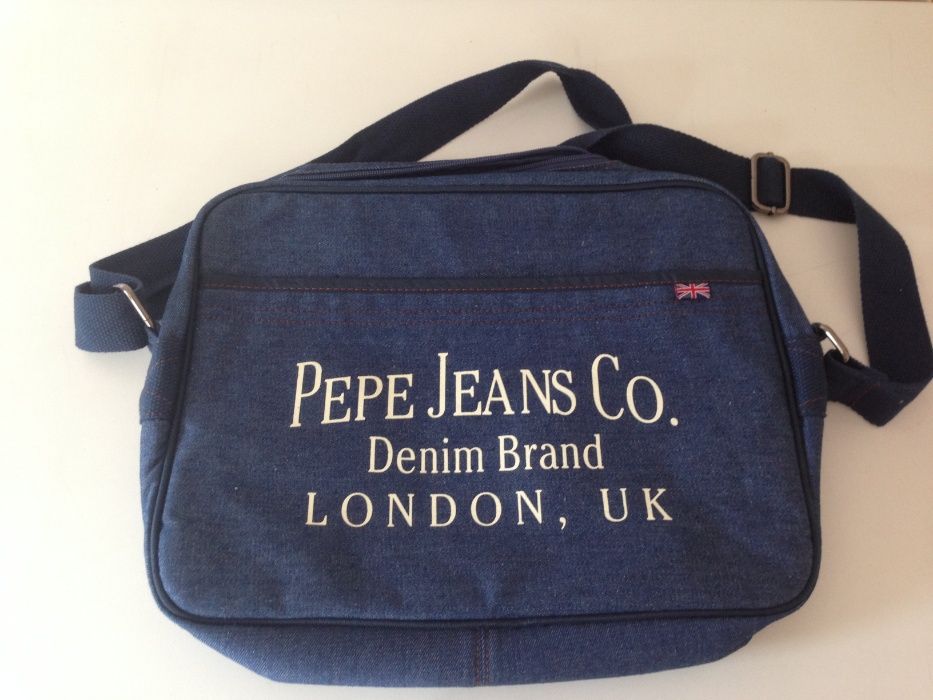 PEPE JEANS CO.
Denim Brand
LONDON, UK